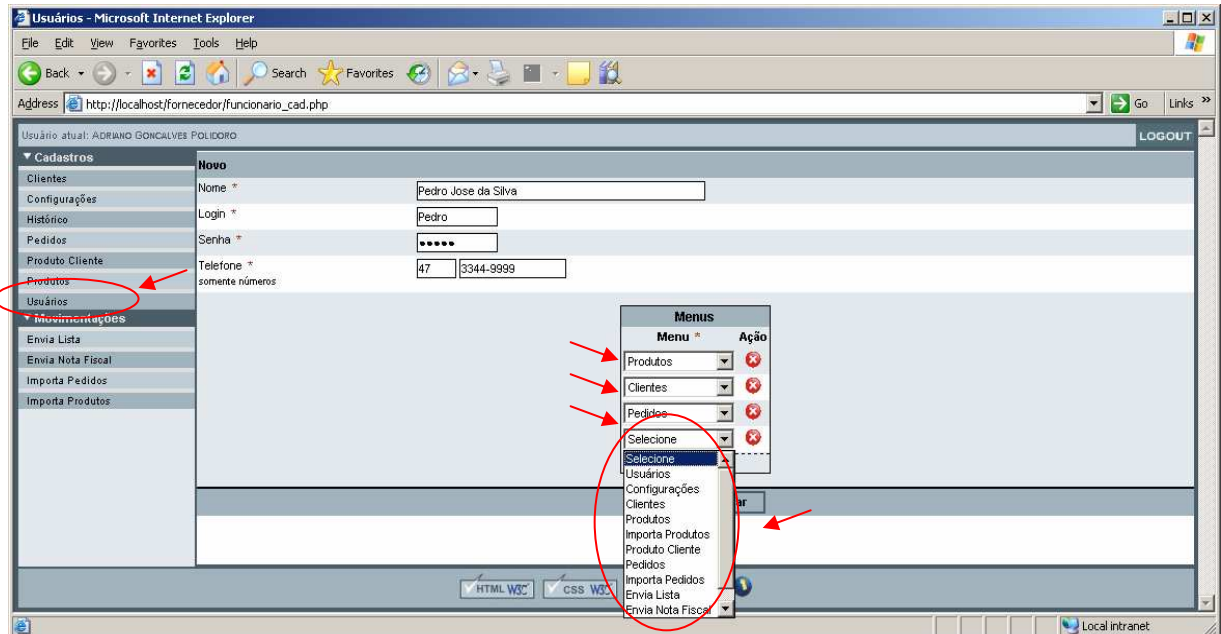 Usuários - Microsoft Internet Explorer
File Edit View Favorites Tools Help
Back Search Favorites
Address http://localhost/fornecedor/funcionario_cad.php Go Links »
Usuário atual: ADRIANO GONCALVES POLIDORO LOGOUT
Cadastros
Clientes
Configurações
Histórico
Pedidos
Produto Cliente
Produtos
Usuários
Movimentações
Envia Lista
Envia Nota Fiscal
Importa Pedidos
Importa Produtos
Novo
Nome * Pedro Jose da Silva
Login * Pedro
Senha * •••••
Telefone * 47 3344-9999
somente números
Menus
Menu * Ação
Produtos
Clientes
Pedidos
Selecione
Selecione
Usuários
Configurações
Clientes
Produtos
Importa Produtos
Produto Cliente
Pedidos
Importa Pedidos
Envia Lista
Envia Nota Fiscal
HTML W3C CSS W3C
Local intranet